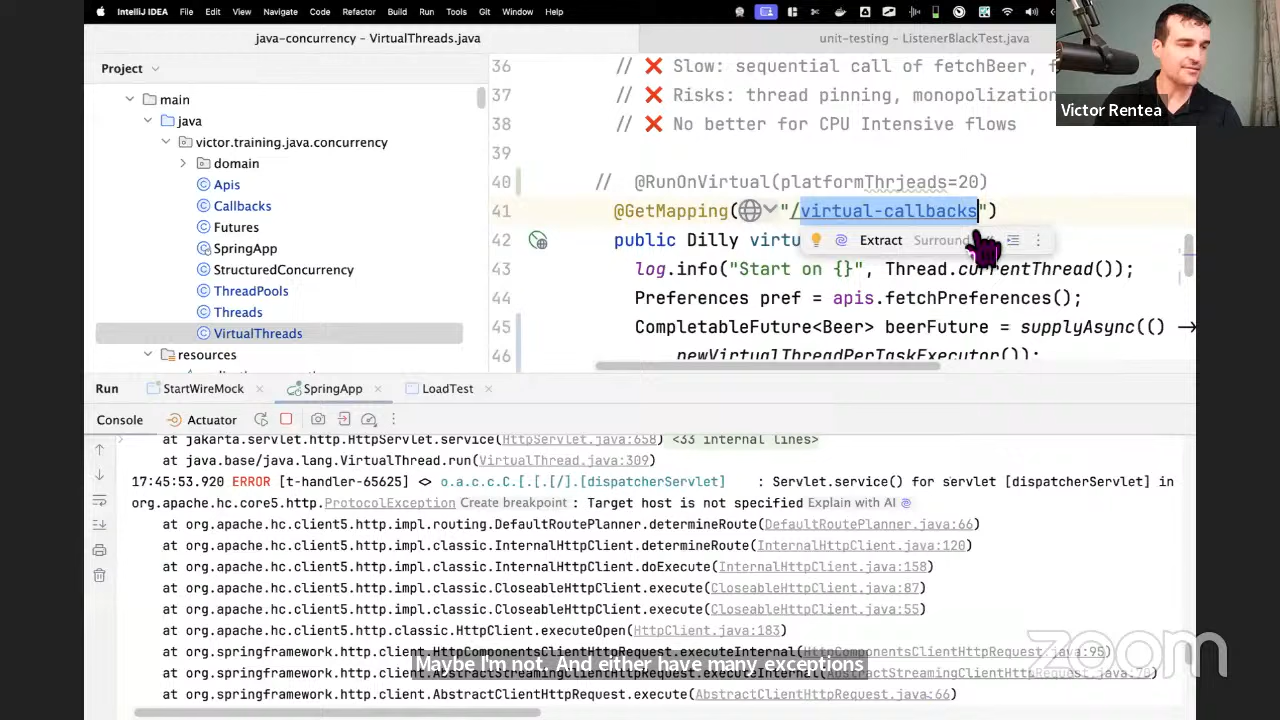 IntelliJ IDEA File Edit View Navigate Code Refactor Build Run Tools Git Window Help
java-concurrency – VirtualThreads.java
unit-testing – ListenerBlackTest.java
Project
main
java
victor.training.java.concurrency
domain
Apis
Callbacks
Futures
SpringApp
StructuredConcurrency
ThreadPools
Threads
VirtualThreads
resources
36 // ❌ Slow: sequential call of fetchBeer, f
37 // ❌ Risks: thread pinning, monopolization
38 // ❌ No better for CPU Intensive flows
39
40 // @RunOnVirtual(platformThrjeads=20)
41 @GetMapping("/virtual-callbacks")
Extract Surround
42 public Dilly virtu
43 log.info("Start on {}", Thread.currentThread());
44 Preferences pref = apis.fetchPreferences();
45 CompletableFuture<Beer> beerFuture = supplyAsync(() ->
46 newVirtualThreadPerTaskExecutor());
Victor Rentea
Run StartWireMock SpringApp LoadTest
Console Actuator
at jakarta.servlet.http.HttpServlet.service(HttpServlet.java:658) <33 internal lines>
at java.base/java.lang.VirtualThread.run(VirtualThread.java:309)
17:45:53.920 ERROR [t-handler-65625] <> o.a.c.c.C.[.[.[/].[dispatcherServlet] : Servlet.service() for servlet [dispatcherServlet] in
org.apache.hc.core5.http.ProtocolException Create breakpoint : Target host is not specified Explain with AI
at org.apache.hc.client5.http.impl.routing.DefaultRoutePlanner.determineRoute(DefaultRoutePlanner.java:66)
at org.apache.hc.client5.http.impl.classic.InternalHttpClient.determineRoute(InternalHttpClient.java:120)
at org.apache.hc.client5.http.impl.classic.InternalHttpClient.doExecute(InternalHttpClient.java:158)
at org.apache.hc.client5.http.impl.classic.CloseableHttpClient.execute(CloseableHttpClient.java:87)
at org.apache.hc.client5.http.impl.classic.CloseableHttpClient.execute(CloseableHttpClient.java:55)
at org.apache.hc.client5.http.classic.HttpClient.executeOpen(HttpClient.java:183)
at org.springframework.http.client.HttpComponentsClientHttpRequest.executeInternal(HttpComponentsClientHttpRequest.java:95)
at org.springframework.http.client.AbstractStreamingClientHttpRequest.executeInternal(AbstractStreamingClientHttpRequest.java:70)
at org.springframework.http.client.AbstractClientHttpRequest.execute(AbstractClientHttpRequest.java:66)
Maybe I'm not. And either have many exceptions
zoom